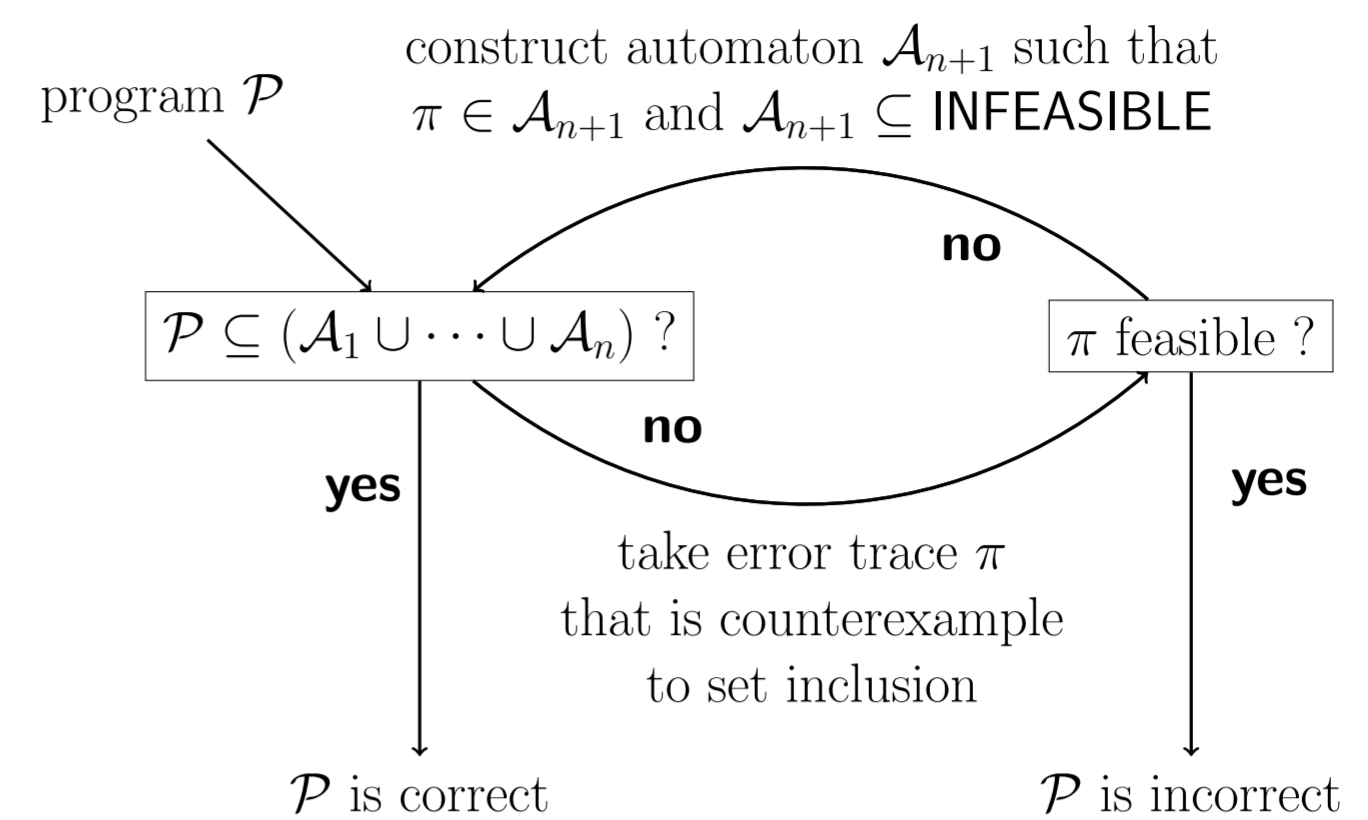 construct automaton 𝒜ₙ₊₁ such that
program 𝒫
π ∈ 𝒜ₙ₊₁ and 𝒜ₙ₊₁ ⊆ INFEASIBLE
no
𝒫 ⊆ (𝒜₁ ∪ ⋯ ∪ 𝒜ₙ) ?
π feasible ?
no
yes
yes
take error trace π
that is counterexample
to set inclusion
𝒫 is correct
𝒫 is incorrect